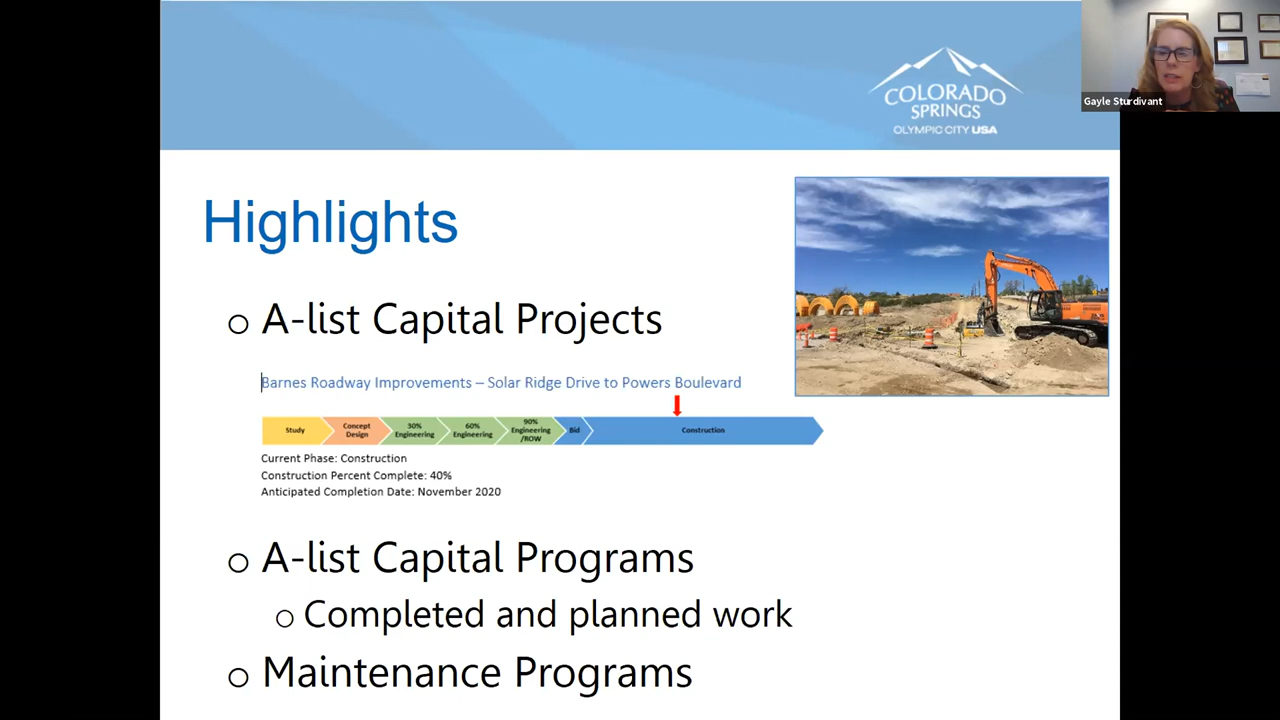 COLORADO
SPRINGS
OLYMPIC CITY USA
Gayle Sturdivant
Highlights
A-list Capital Projects
Barnes Roadway Improvements – Solar Ridge Drive to Powers Boulevard
Study
Concept
Design
30%
Engineering
60%
Engineering
90%
Engineering
/ROW
Bid
Construction
Current Phase: Construction
Construction Percent Complete: 40%
Anticipated Completion Date: November 2020
A-list Capital Programs
Completed and planned work
Maintenance Programs